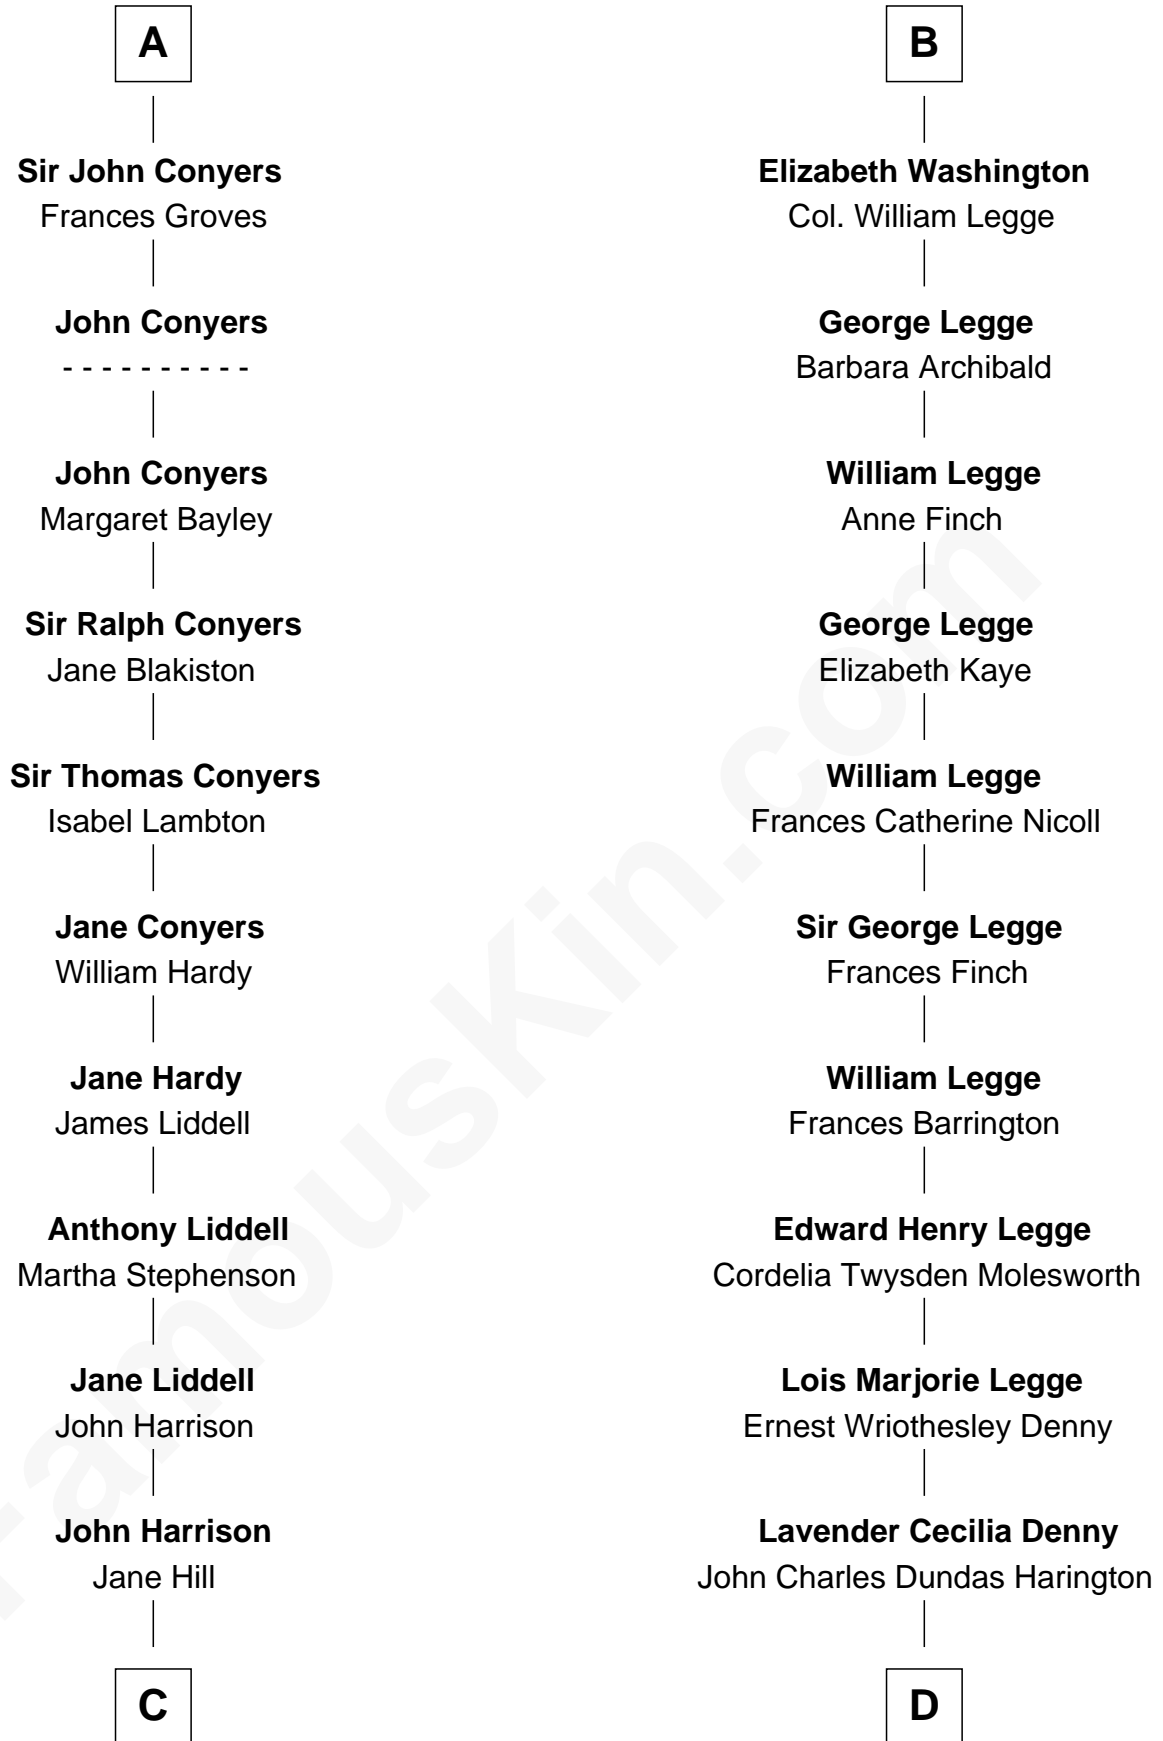 A
Sir John Conyers
Frances Groves
John Conyers
- - - - - - - - - -
John Conyers
Margaret Bayley
Sir Ralph Conyers
Jane Blakiston
Sir Thomas Conyers
Isabel Lambton
Jane Conyers
William Hardy
Jane Hardy
James Liddell
Anthony Liddell
Martha Stephenson
Jane Liddell
John Harrison
John Harrison
Jane Hill
C
B
Elizabeth Washington
Col. William Legge
George Legge
Barbara Archibald
William Legge
Anne Finch
George Legge
Elizabeth Kaye
William Legge
Frances Catherine Nicoll
Sir George Legge
Frances Finch
William Legge
Frances Barrington
Edward Henry Legge
Cordelia Twysden Molesworth
Lois Marjorie Legge
Ernest Wriothesley Denny
Lavender Cecilia Denny
John Charles Dundas Harington
D
FamousKin.com